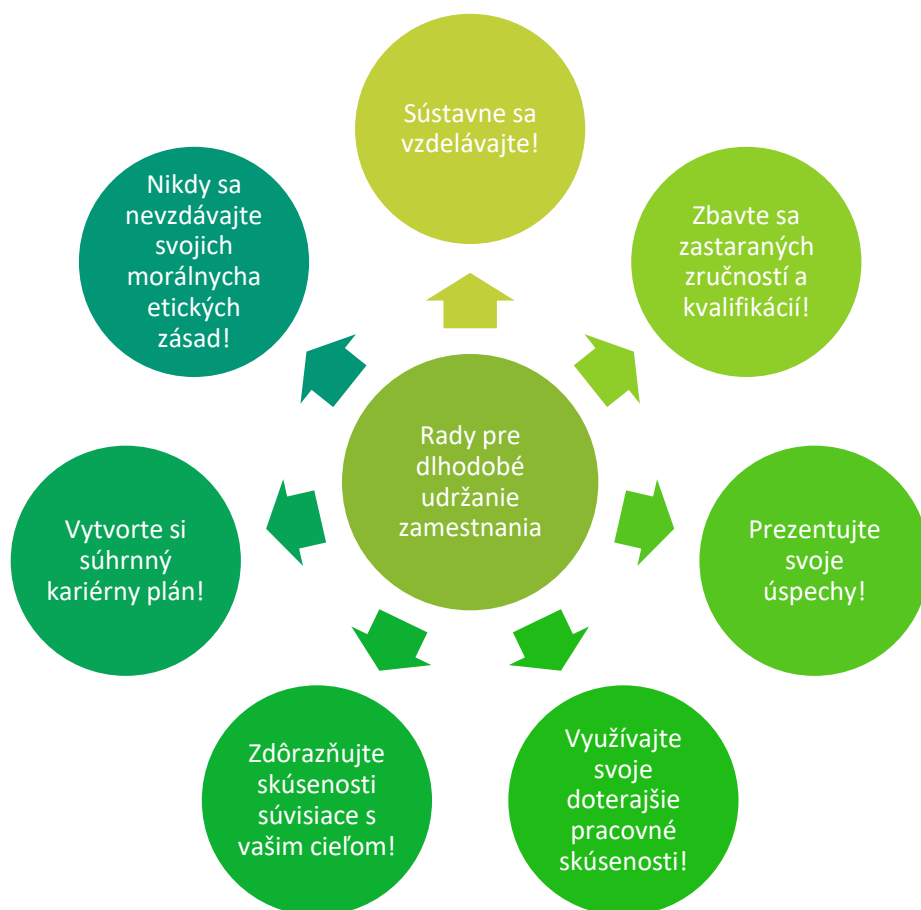 Sústavne sa
vzdelávajte!
Zbavte sa
zastaraných
zručností a
kvalifikácií!
Prezentujte
svoje
úspechy!
Využívajte
svoje
doterajšie
pracovné
skúsenosti!
Zdôrazňujte
skúsenosti
súvisiace s
vašim cieľom!
Vytvorte si
súhrnný
kariérny plán!
Nikdy sa
nevzdávajte
svojich
morálnycha
etických
zásad!
Rady pre
dlhodobé
udržanie
zamestnania